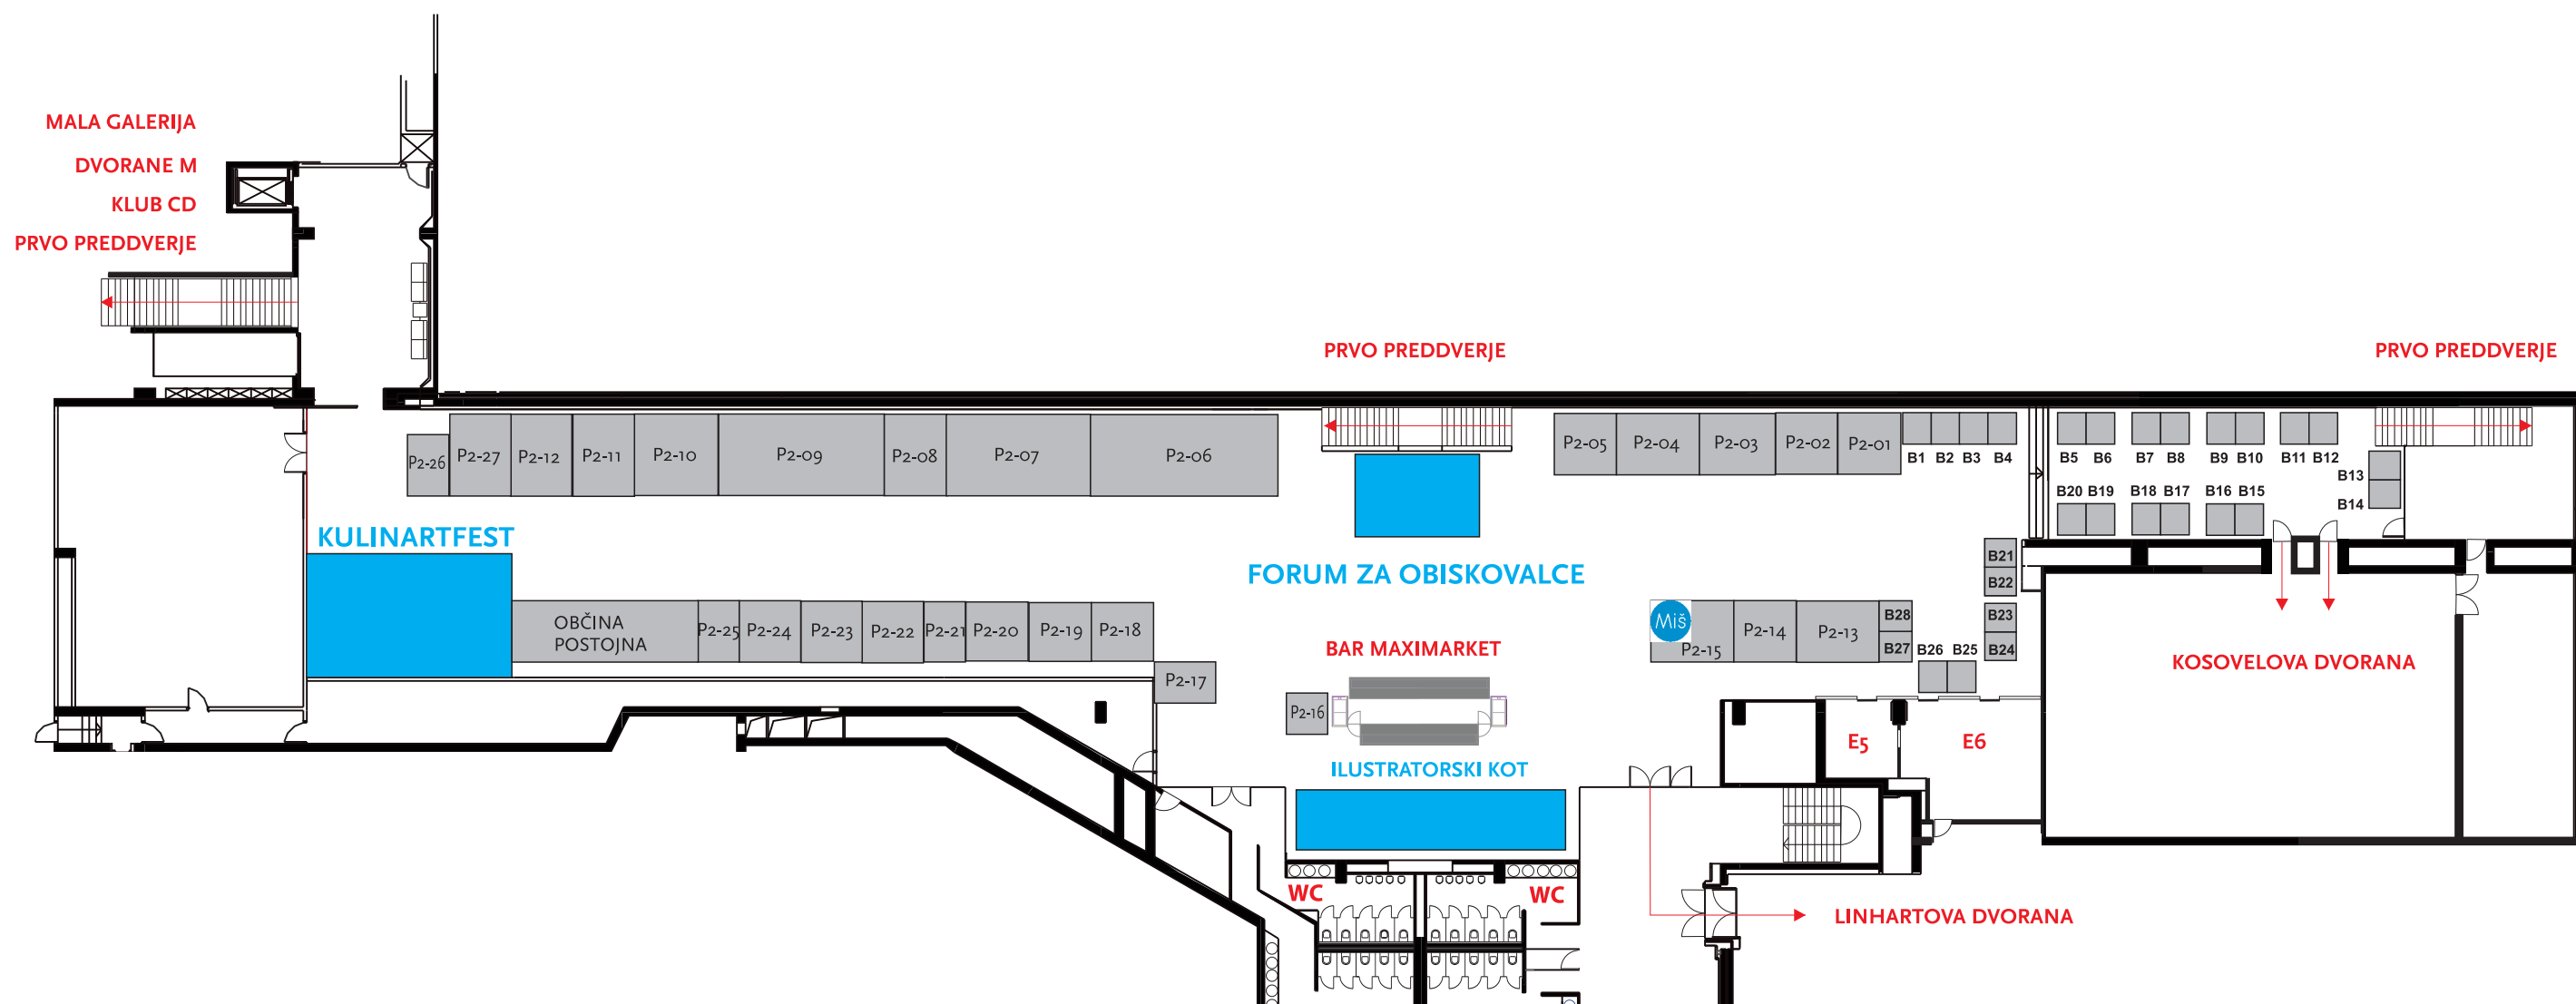 MALA GALERIJA
DVORANE M
KLUB CD
PRVO PREDDVERJE
PRVO PREDDVERJE
PRVO PREDDVERJE
P2-26
P2-27
P2-12
P2-11
P2-10
P2-09
P2-08
P2-07
P2-06
P2-05
P2-04
P2-03
P2-02
P2-01
B1
B2
B3
B4
B5
B6
B7
B8
B9
B10
B11
B12
B13
B14
B20
B19
B18
B17
B16
B15
KULINARTFEST
FORUM ZA OBISKOVALCE
B21
B22
B23
B24
OBČINA
POSTOJNA
P2-25
P2-24
P2-23
P2-22
P2-21
P2-20
P2-19
P2-18
P2-17
BAR MAXIMARKET
P2-16
Miš
P2-15
P2-14
P2-13
B28
B27
B26
B25
KOSOVELOVA DVORANA
E5
E6
ILUSTRATORSKI KOT
WC
WC
LINHARTOVA DVORANA